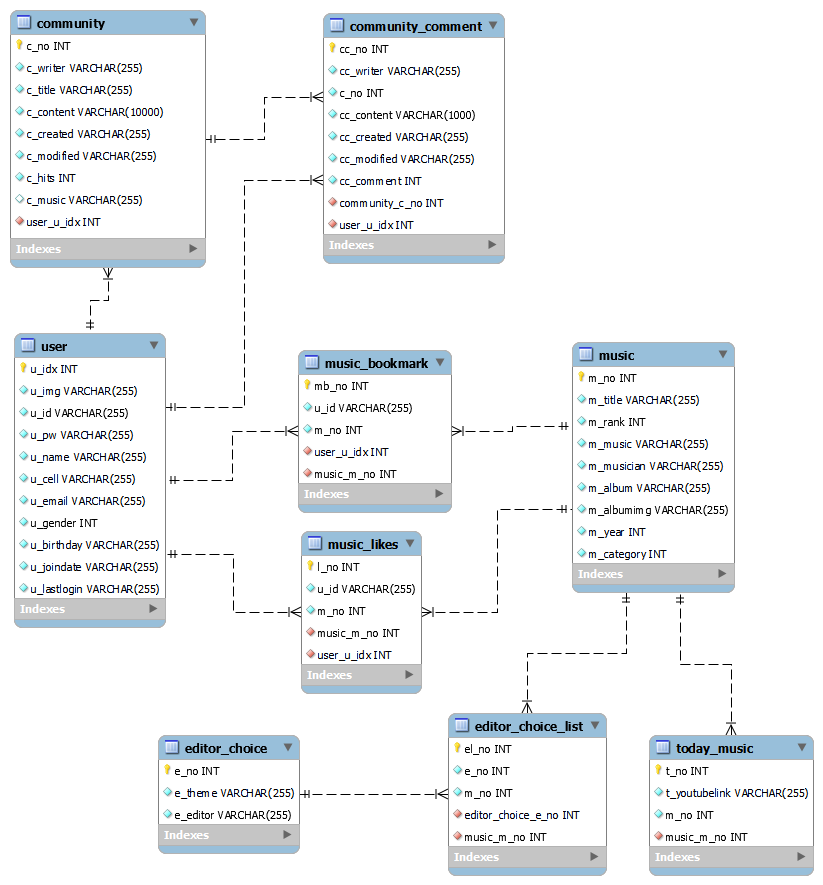 community
c_no INT
c_writer VARCHAR(255)
c_title VARCHAR(255)
c_content VARCHAR(10000)
c_created VARCHAR(255)
c_modified VARCHAR(255)
c_hits INT
c_music VARCHAR(255)
user_u_idx INT
Indexes
community_comment
cc_no INT
cc_writer VARCHAR(255)
c_no INT
cc_content VARCHAR(1000)
cc_created VARCHAR(255)
cc_modified VARCHAR(255)
cc_comment INT
community_c_no INT
user_u_idx INT
Indexes
user
u_idx INT
u_img VARCHAR(255)
u_id VARCHAR(255)
u_pw VARCHAR(255)
u_name VARCHAR(255)
u_cell VARCHAR(255)
u_email VARCHAR(255)
u_gender INT
u_birthday VARCHAR(255)
u_joindate VARCHAR(255)
u_lastlogin VARCHAR(255)
Indexes
music_bookmark
mb_no INT
u_id VARCHAR(255)
m_no INT
user_u_idx INT
music_m_no INT
Indexes
music
m_no INT
m_title VARCHAR(255)
m_rank INT
m_music VARCHAR(255)
m_musician VARCHAR(255)
m_album VARCHAR(255)
m_albumimg VARCHAR(255)
m_year INT
m_category INT
Indexes
music_likes
l_no INT
u_id VARCHAR(255)
m_no INT
music_m_no INT
user_u_idx INT
Indexes
editor_choice
e_no INT
e_theme VARCHAR(255)
e_editor VARCHAR(255)
Indexes
editor_choice_list
el_no INT
e_no INT
m_no INT
editor_choice_e_no INT
music_m_no INT
Indexes
today_music
t_no INT
t_youtubelink VARCHAR(255)
m_no INT
music_m_no INT
Indexes